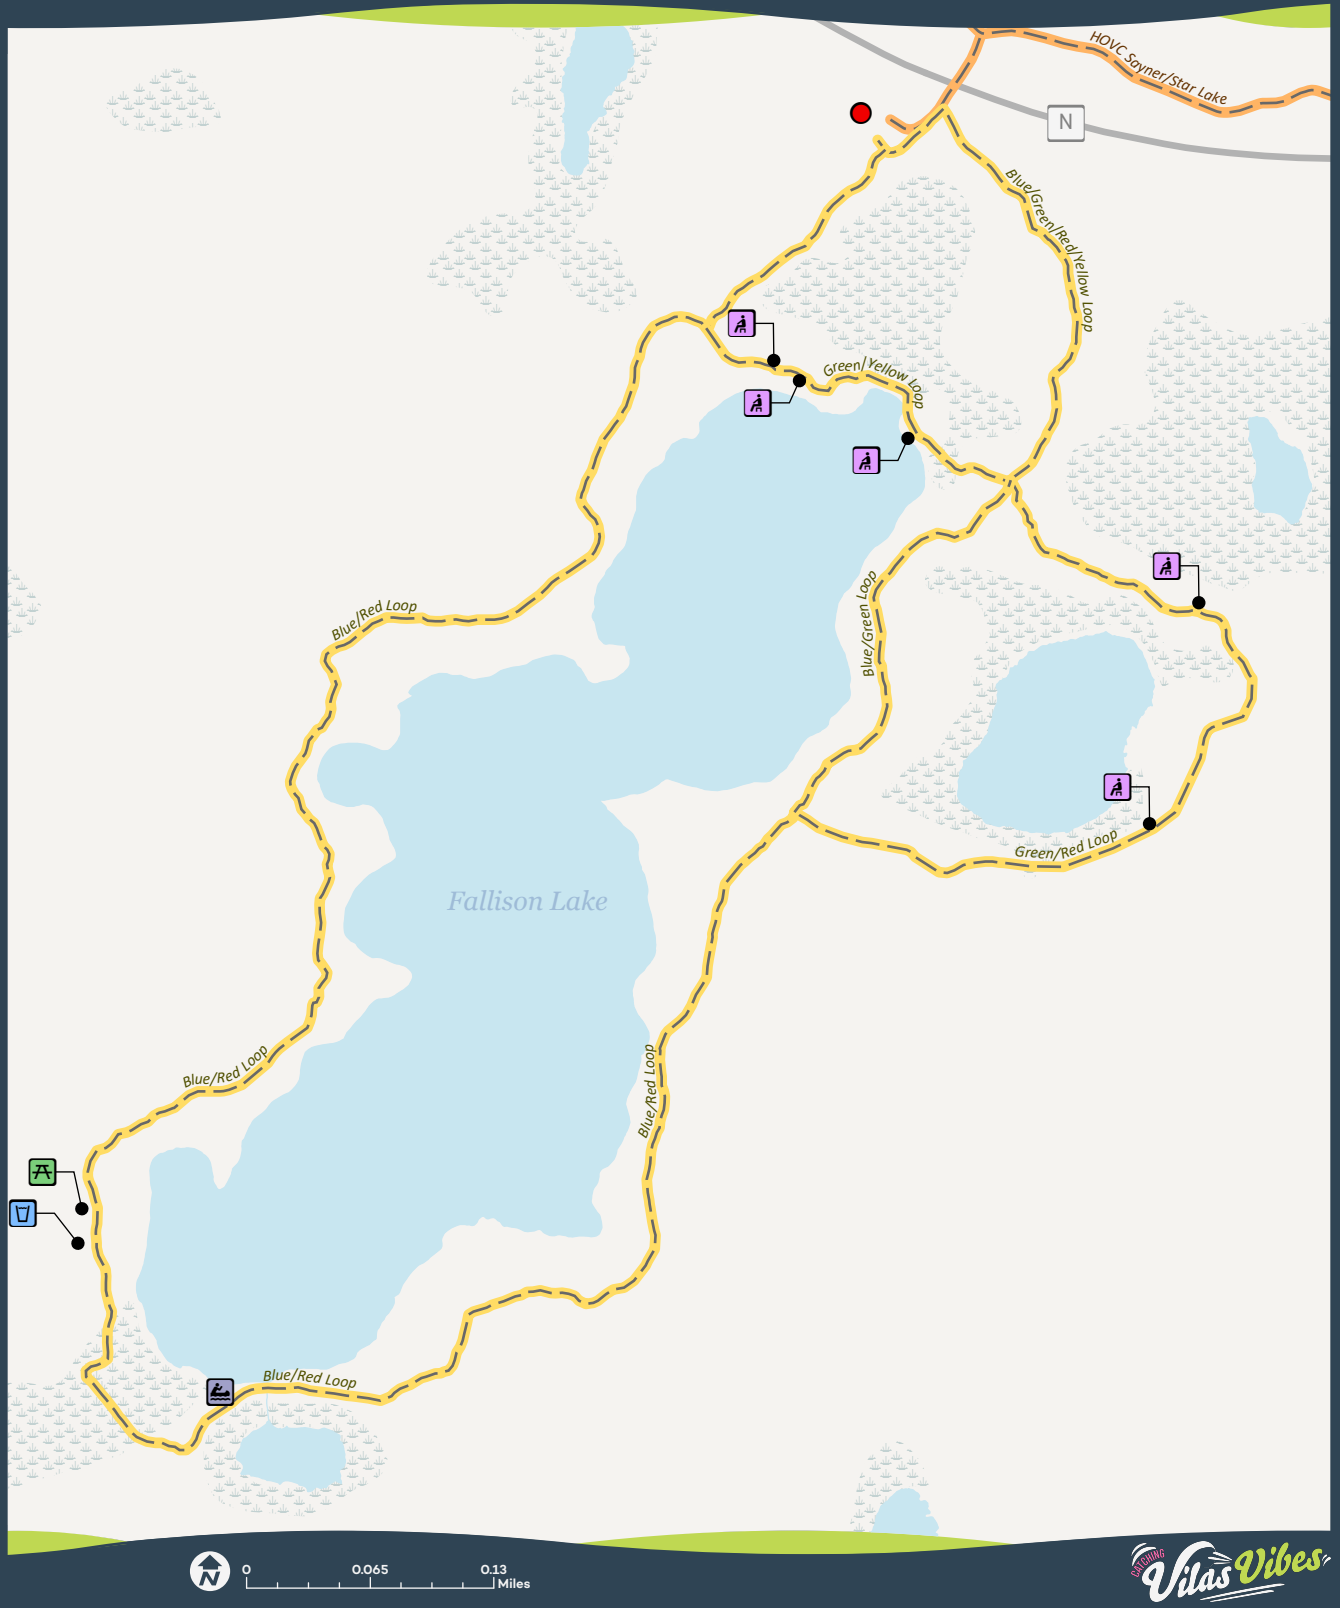 HOVC Sayner/Star Lake
N
Blue/Green/Red/Yellow Loop
Green/Yellow Loop
Blue/Green Loop
Blue/Red Loop
Green/Red Loop
Fallison Lake
Blue/Red Loop
Blue/Red Loop
Blue/Red Loop
N
0 0.065 0.13
Miles
CATCHING
Vilas Vibes